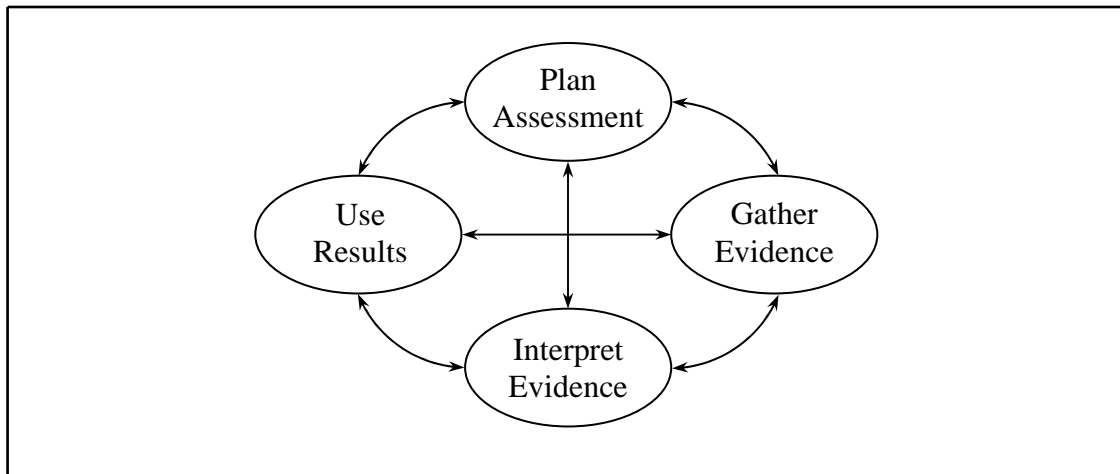 Plan
Assessment
Use
Results
Gather
Evidence
Interpret
Evidence